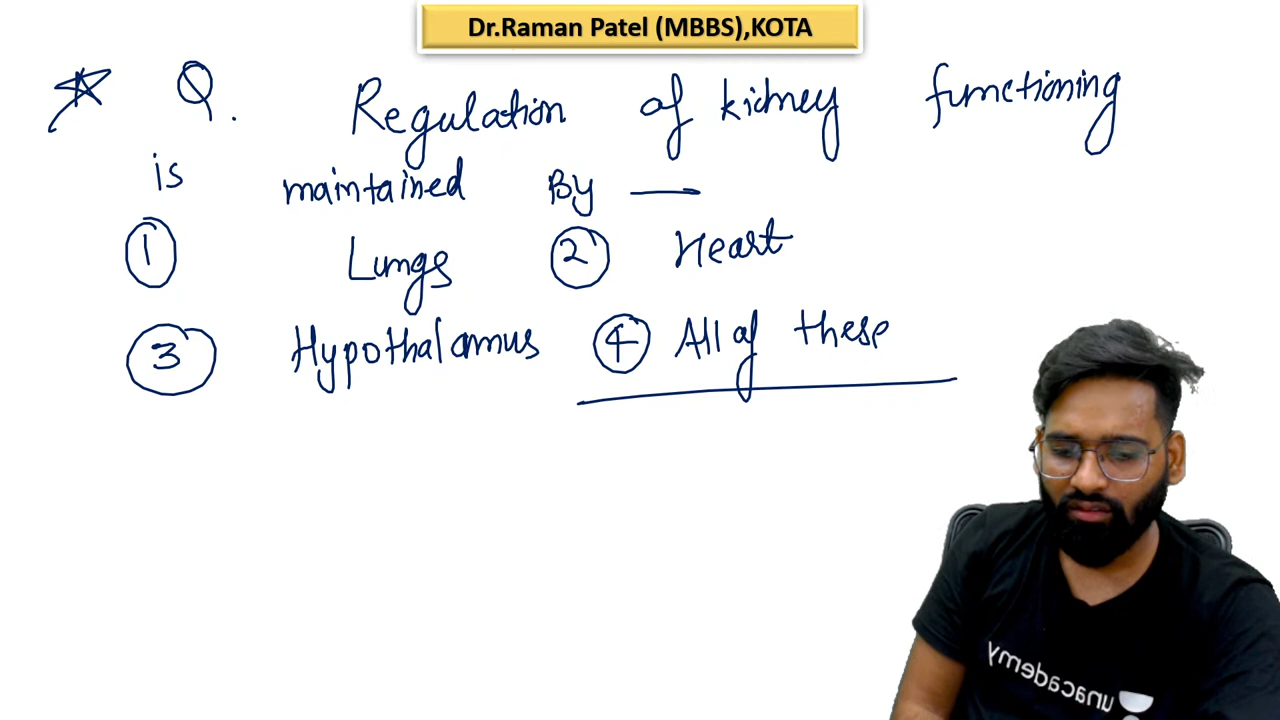 Dr.Raman Patel (MBBS),KOTA
Q. Regulation of kidney functioning
is maintained By —
1 Lungs 2 Heart
3 Hypothalamus 4 All of these
unacademy